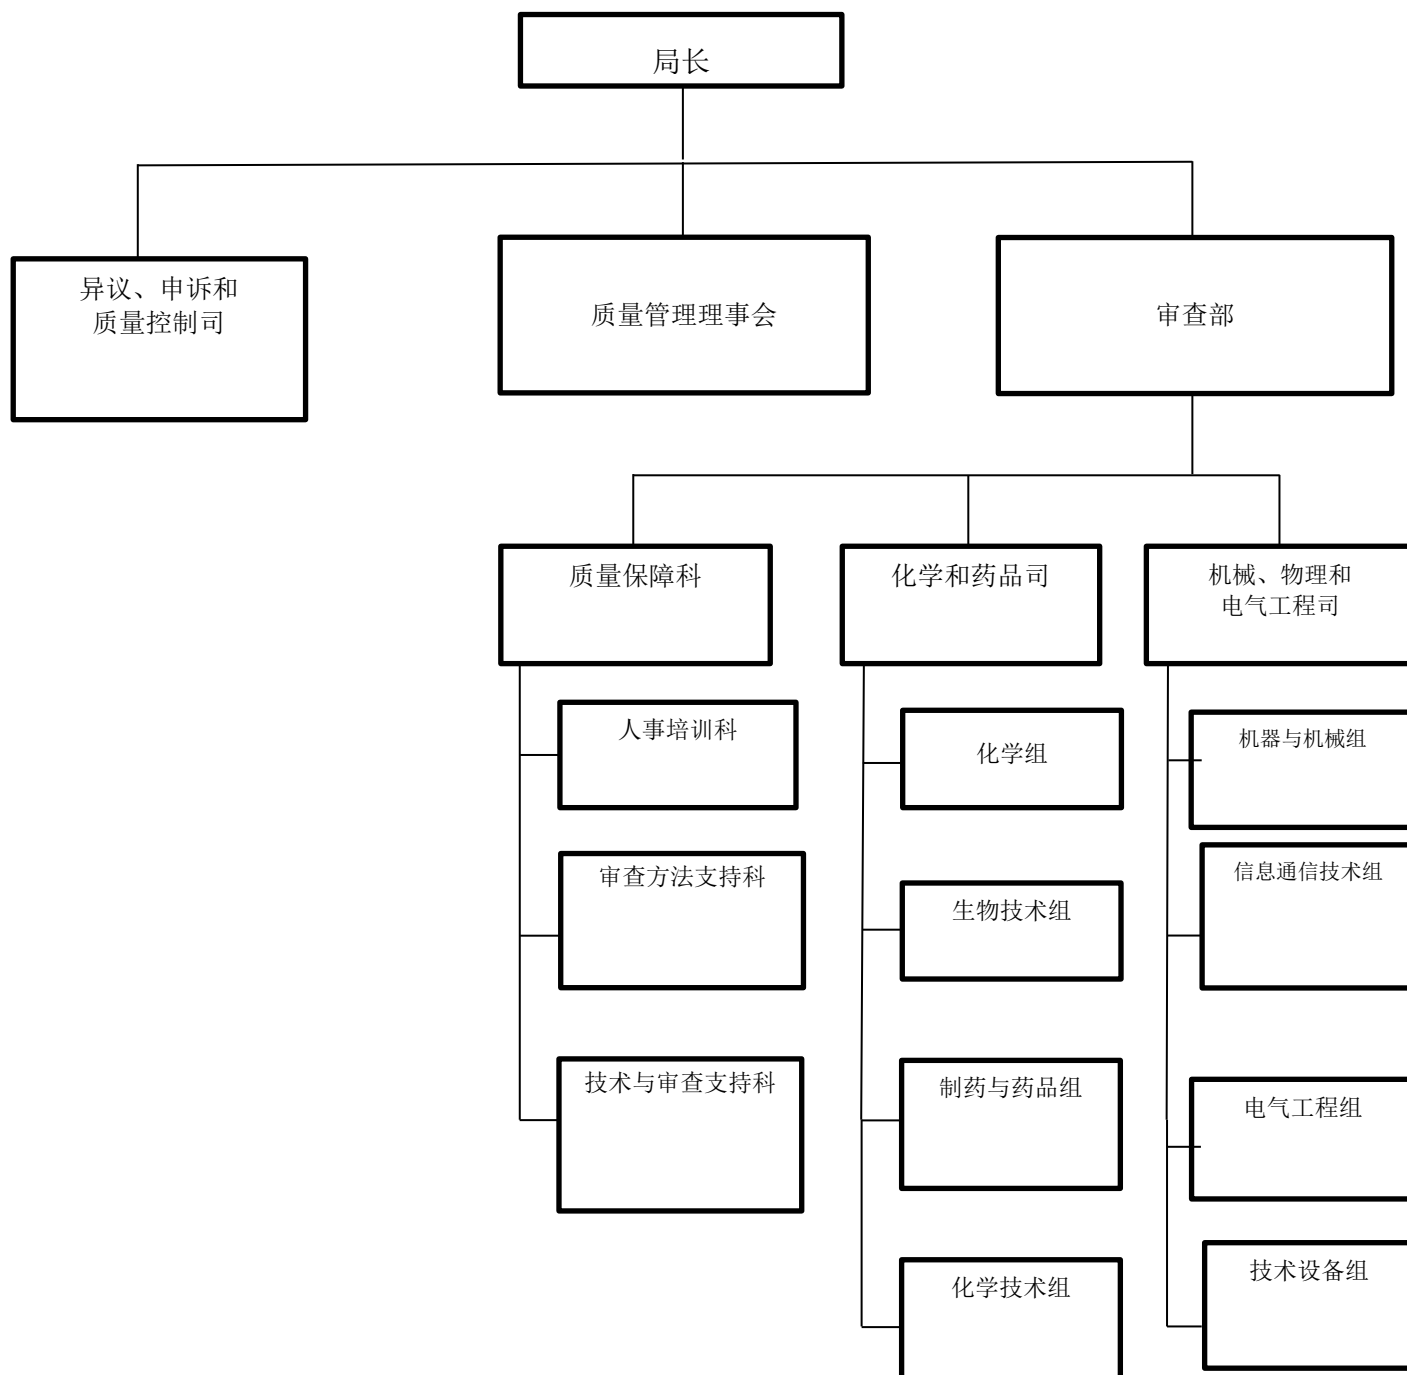 局长
异议、申诉和
质量控制司
质量管理理事会
审查部
质量保障科
化学和药品司
机械、物理和
电气工程司
人事培训科
化学组
机器与机械组
审查方法支持科
生物技术组
信息通信技术组
技术与审查支持科
制药与药品组
电气工程组
化学技术组
技术设备组